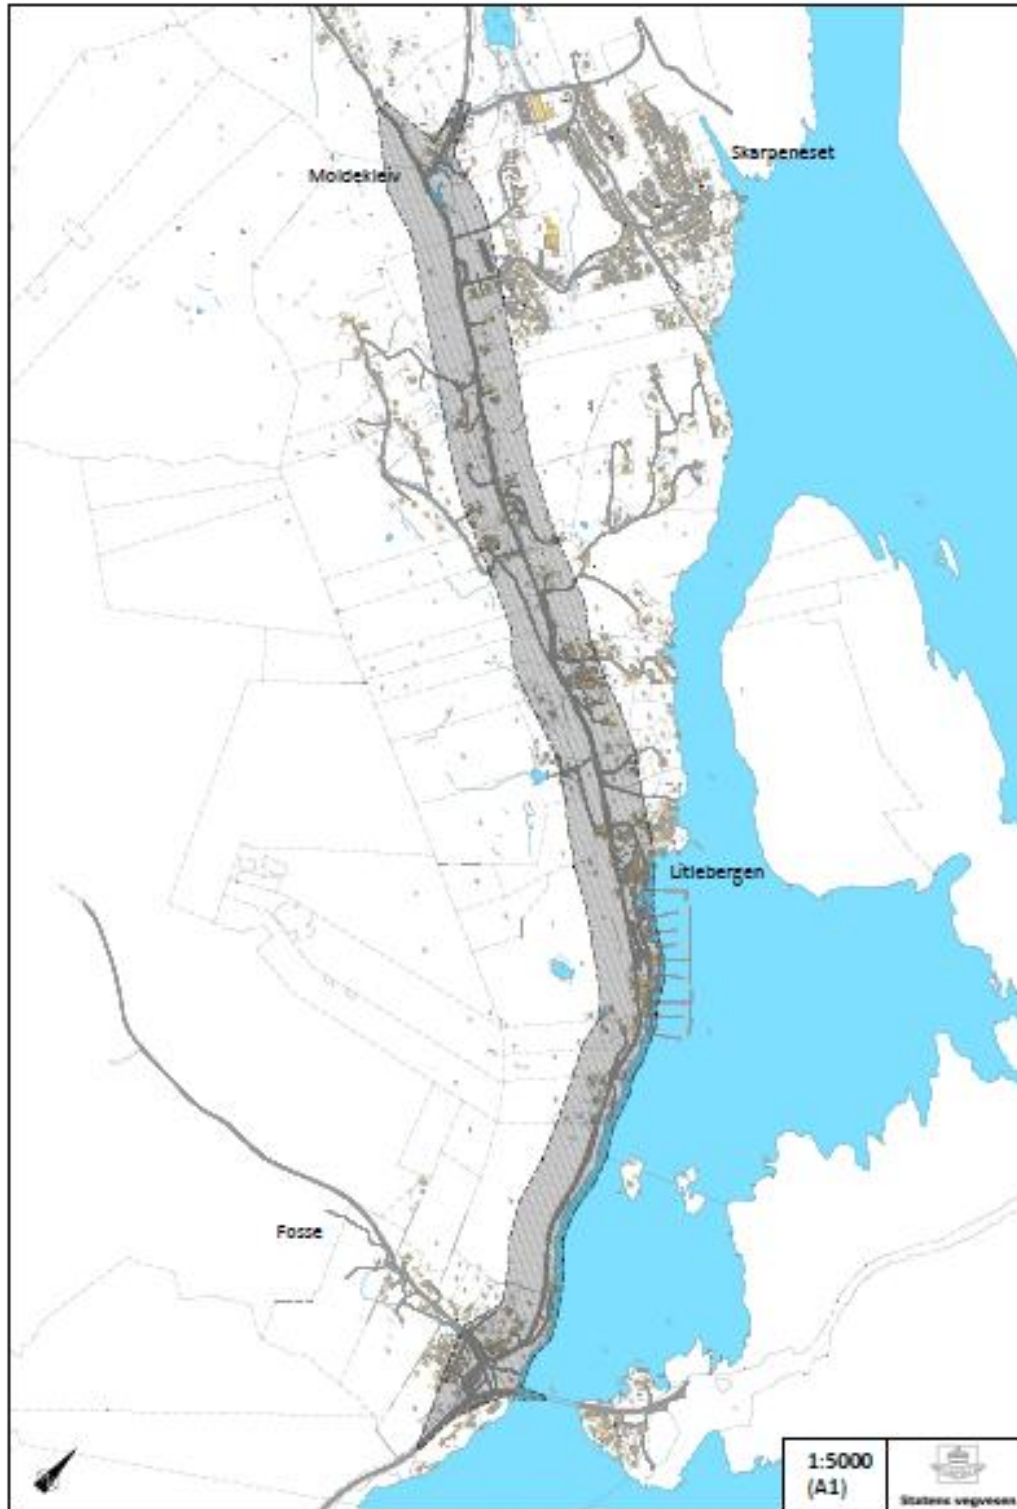 Skarpeneset
Moldekleiv
Litlebergen
Fosse
1:5000
(A1)
Statens vegvesen